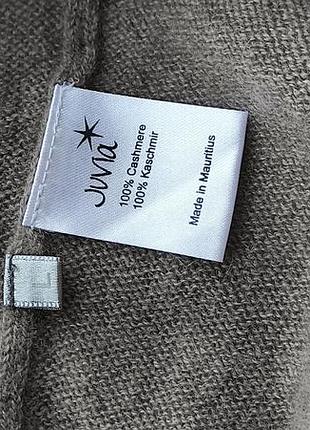 Juvia
100% Cashmere
100% Kaschmir
Made in Mauritius
L